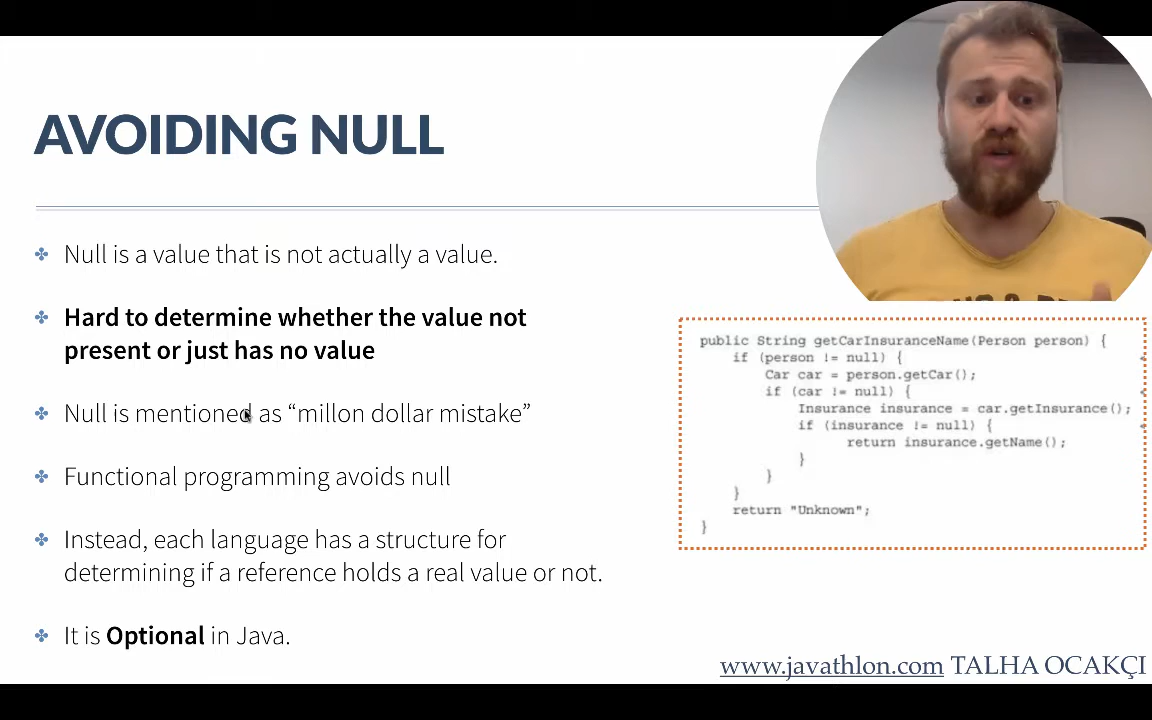 AVOIDING NULL
Null is a value that is not actually a value.
Hard to determine whether the value not
present or just has no value
Null is mentioned as “millon dollar mistake”
Functional programming avoids null
Instead, each language has a structure for
determining if a reference holds a real value or not.
It is Optional in Java.
public String getCarInsuranceName(Person person) {
if (person != null) {
Car car = person.getCar();
if (car != null) {
Insurance insurance = car.getInsurance();
if (insurance != null) {
return insurance.getName();
}
}
}
return "Unknown";
}
www.javathlon.com TALHA OCAKÇI